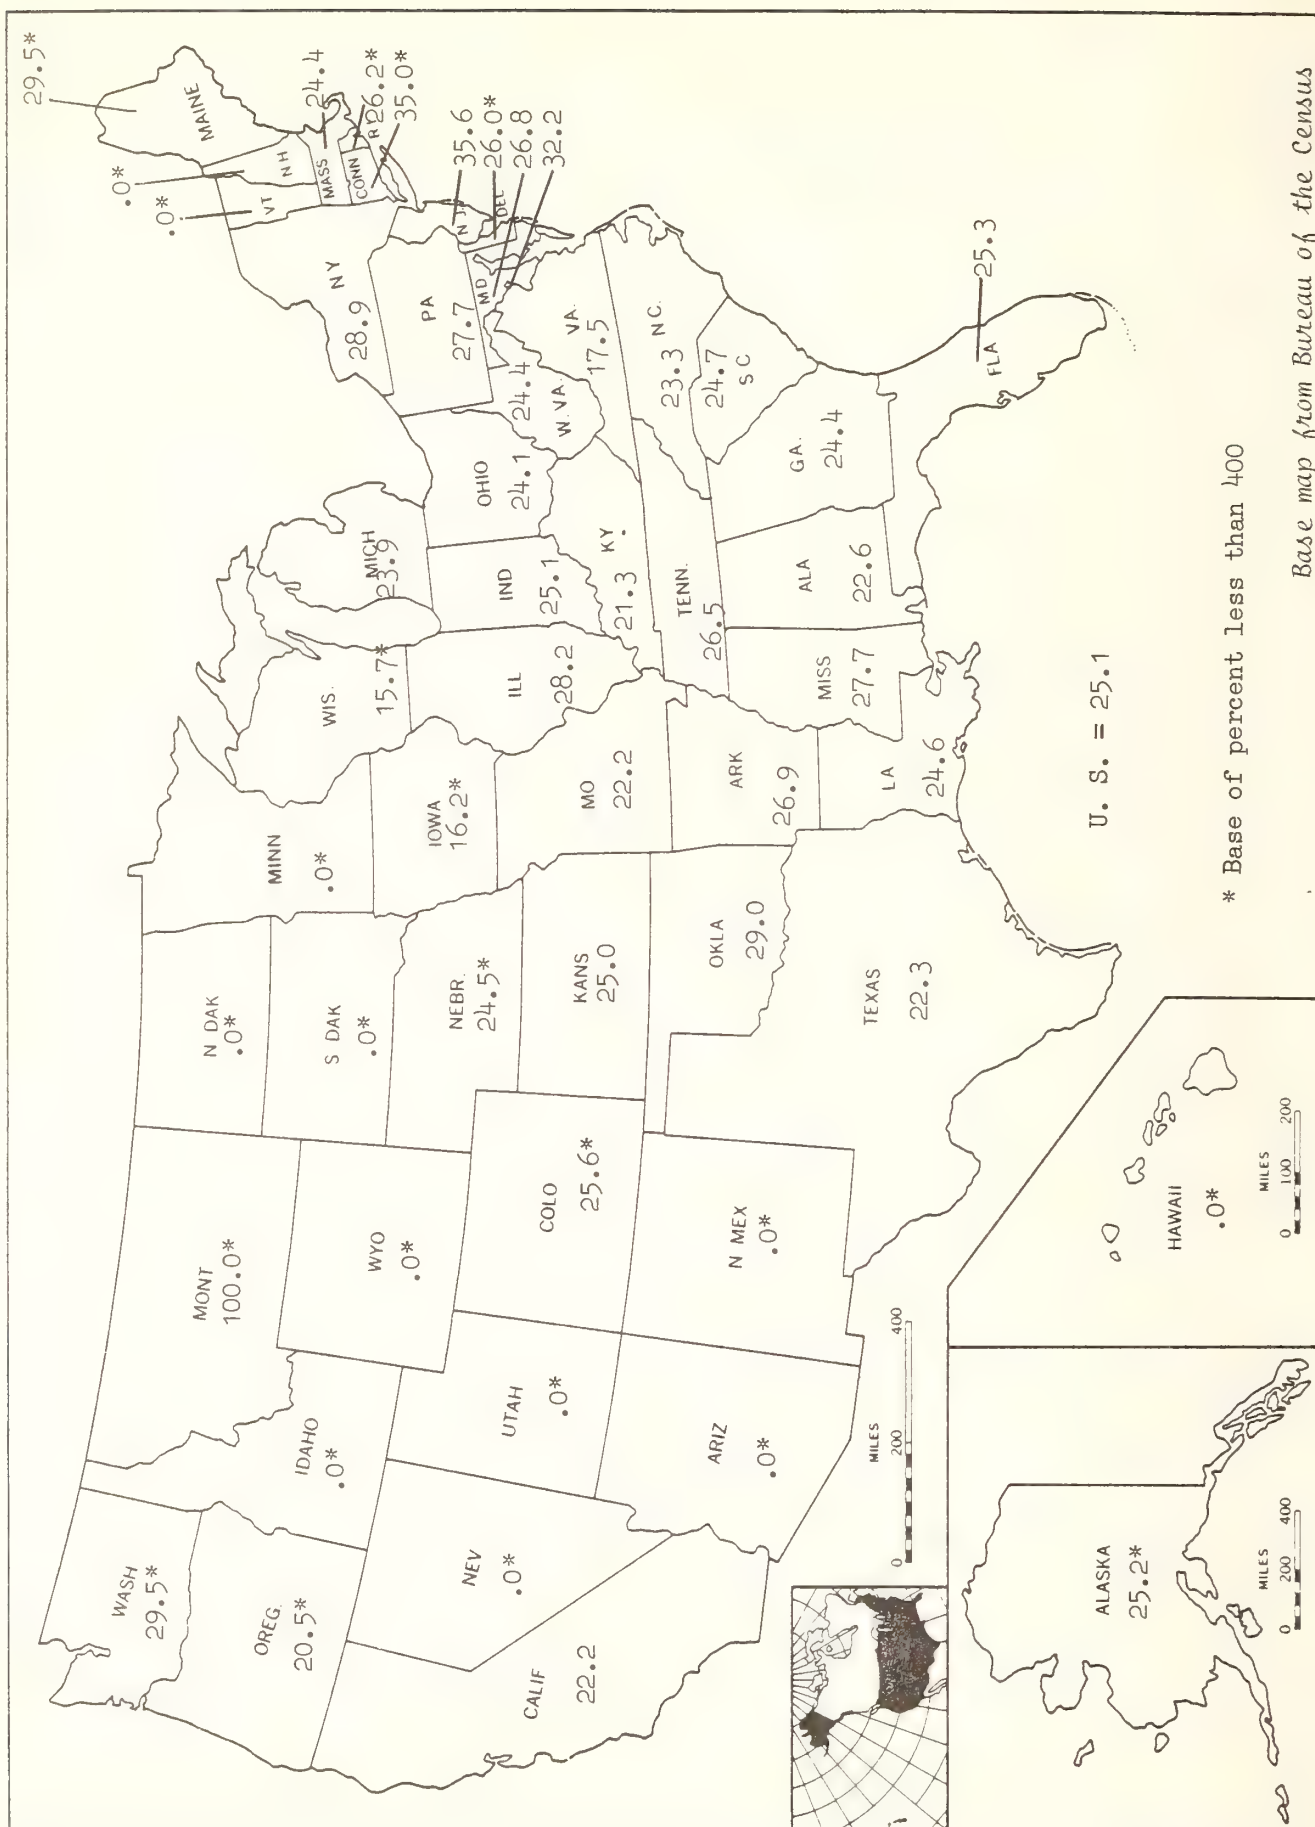 WASH
29.5*
OREG.
20.5*
CALIF
22.2
NEV
.0*
IDAHO
.0*
MONT
100.0*
WYO
.0*
UTAH
.0*
ARIZ
.0*
COLO
25.6*
N MEX
.0*
N DAK
.0*
S DAK
.0*
NEBR.
24.5*
KANS
25.0
OKLA
29.0
TEXAS
22.3
MINN
.0*
IOWA
16.2*
MO
22.2
ARK
26.9
LA
24.6
WIS.
15.7*
ILL
28.2
MICH
23.9
IND
25.1
OHIO
24.1
KY.
21.3
TENN.
26.5
MISS
27.7
ALA
22.6
GA.
24.4
FLA
25.3
SC
24.7
NC.
23.3
VA.
17.5
W.VA.
24.4
PA
27.7
NY
28.9
VT
.0*
NH
.0*
MAINE
29.5*
MASS
24.4
RI
26.2*
CONN
35.0*
N J.
35.6
DEL
26.0*
MD
26.8
32.2
MILES
0 200 400
ALASKA
25.2*
MILES
0 200 400
HAWAII
.0*
MILES
0 100 200
U. S. = 25.1
* Base of percent less than 400
Base map from Bureau of the Census